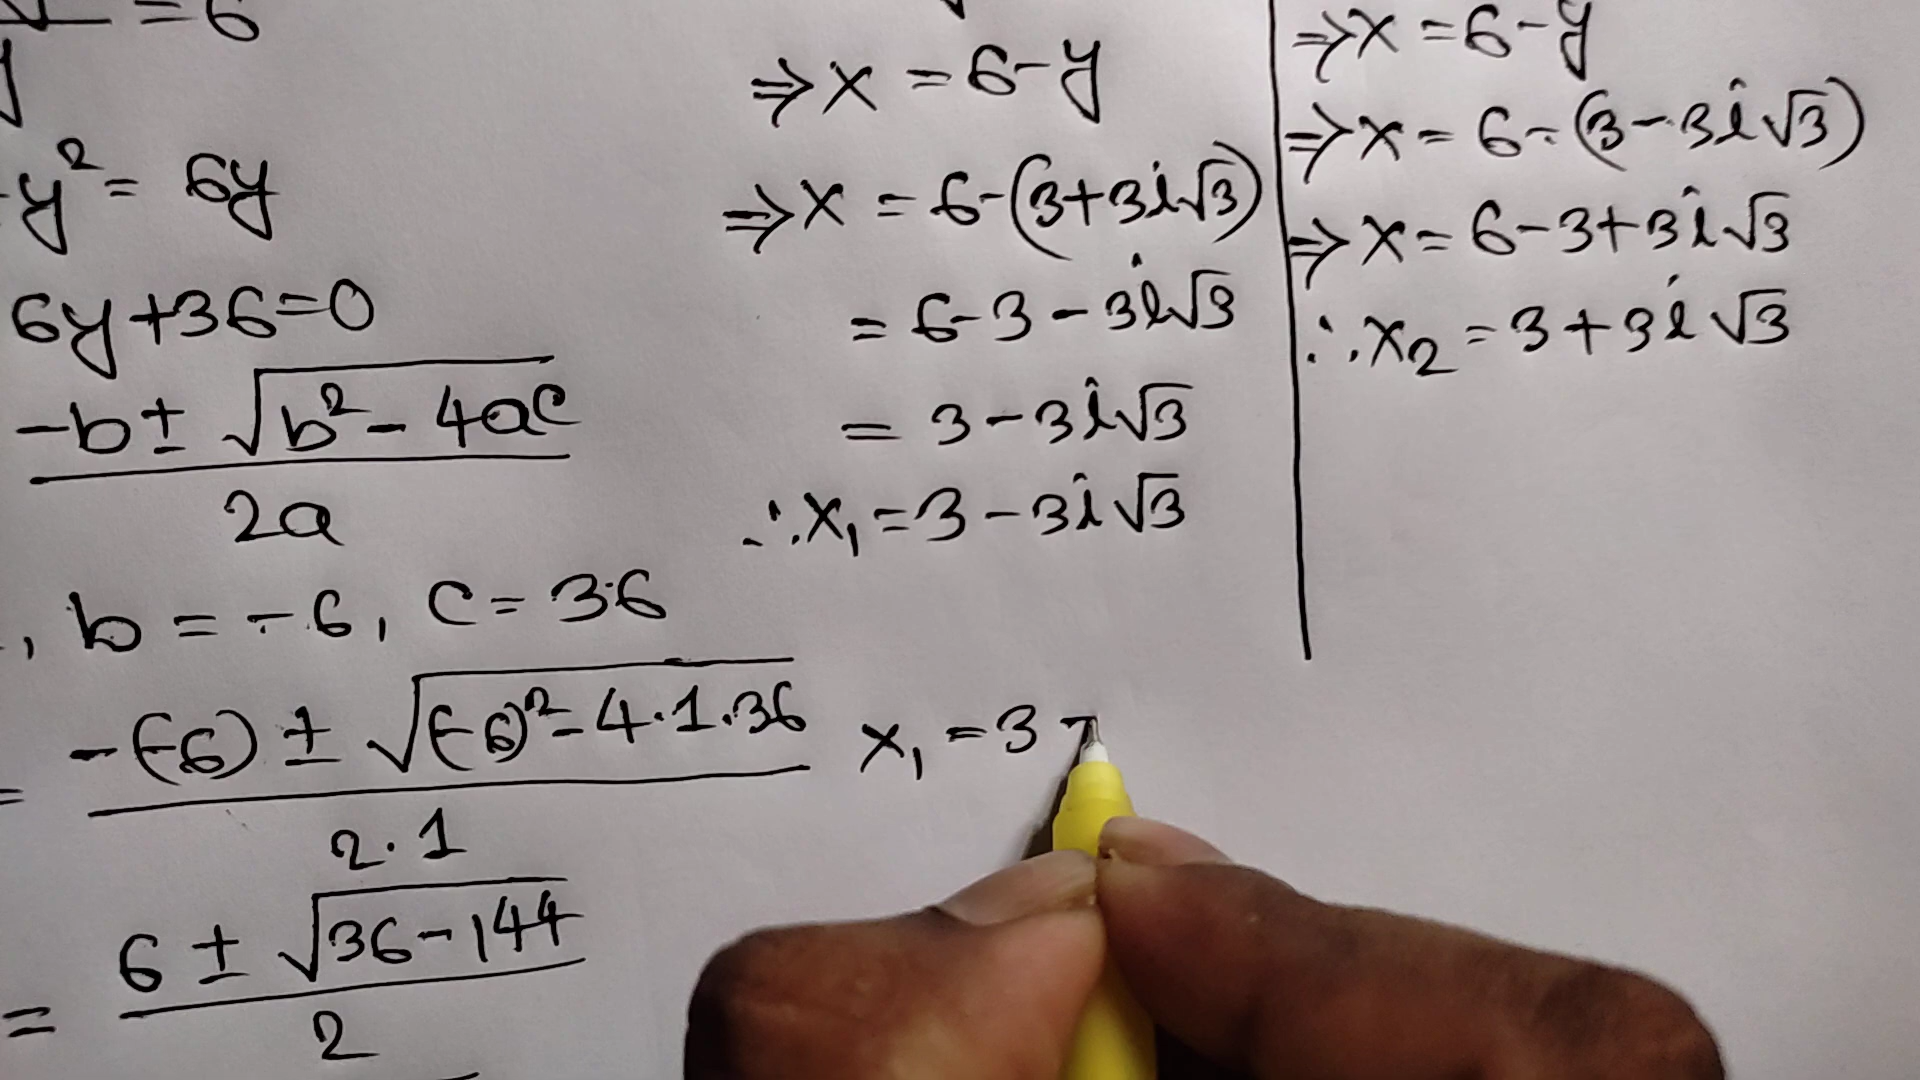 = 6
y² = 6y
6y+36=0
-b ± √(b² - 4ac)
2a
, b = -6, c = 36
= -(-6) ± √((-6)² - 4·1·36)
2·1
6 ± √(36-144)
= 2
⇒ x = 6-y
⇒ x = 6-(3+3i√3)
= 6-3-3i√3
= 3-3i√3
∴ x₁ = 3-3i√3
x₁ = 3 -
⇒ x = 6-y
⇒ x = 6-(3-3i√3)
⇒ x = 6-3+3i√3
∴ x₂ = 3+3i√3